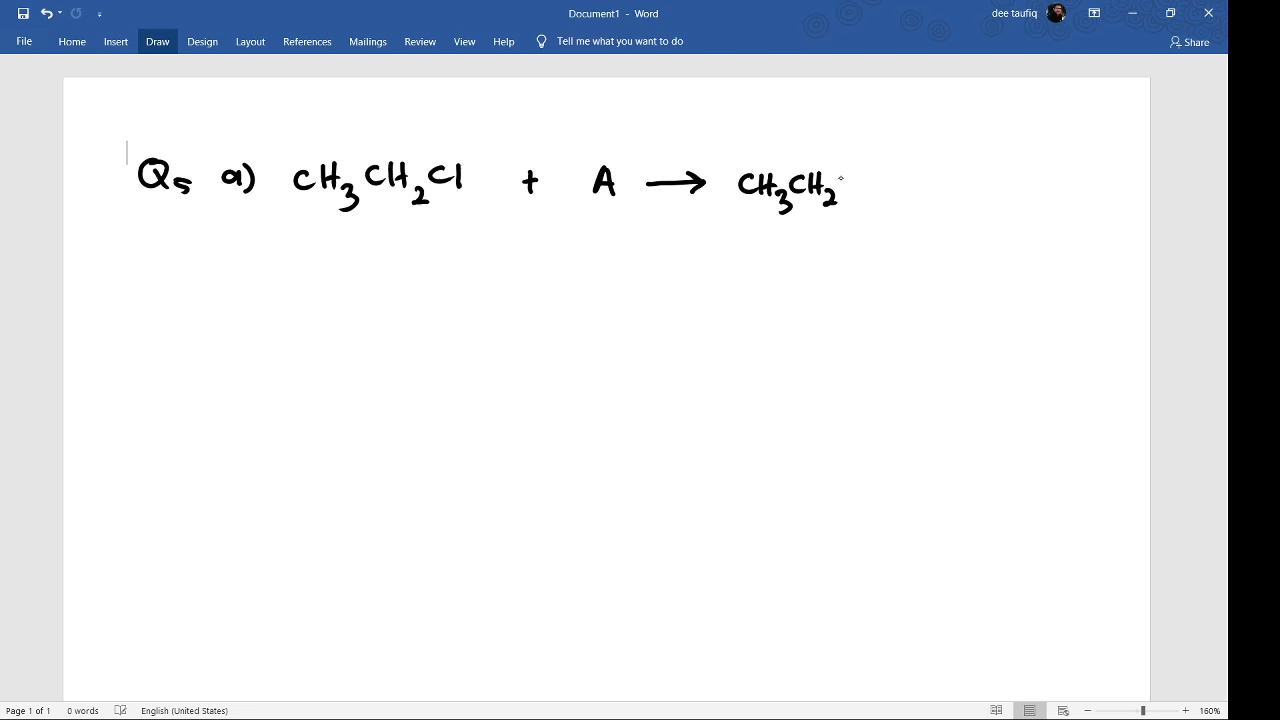 Document1 - Word
dee taufiq
File Home Insert Draw Design Layout References Mailings Review View Help Tell me what you want to do Share
Q5 a) CH3CH2Cl + A → CH3CH2
Page 1 of 1 0 words English (United States) 160%